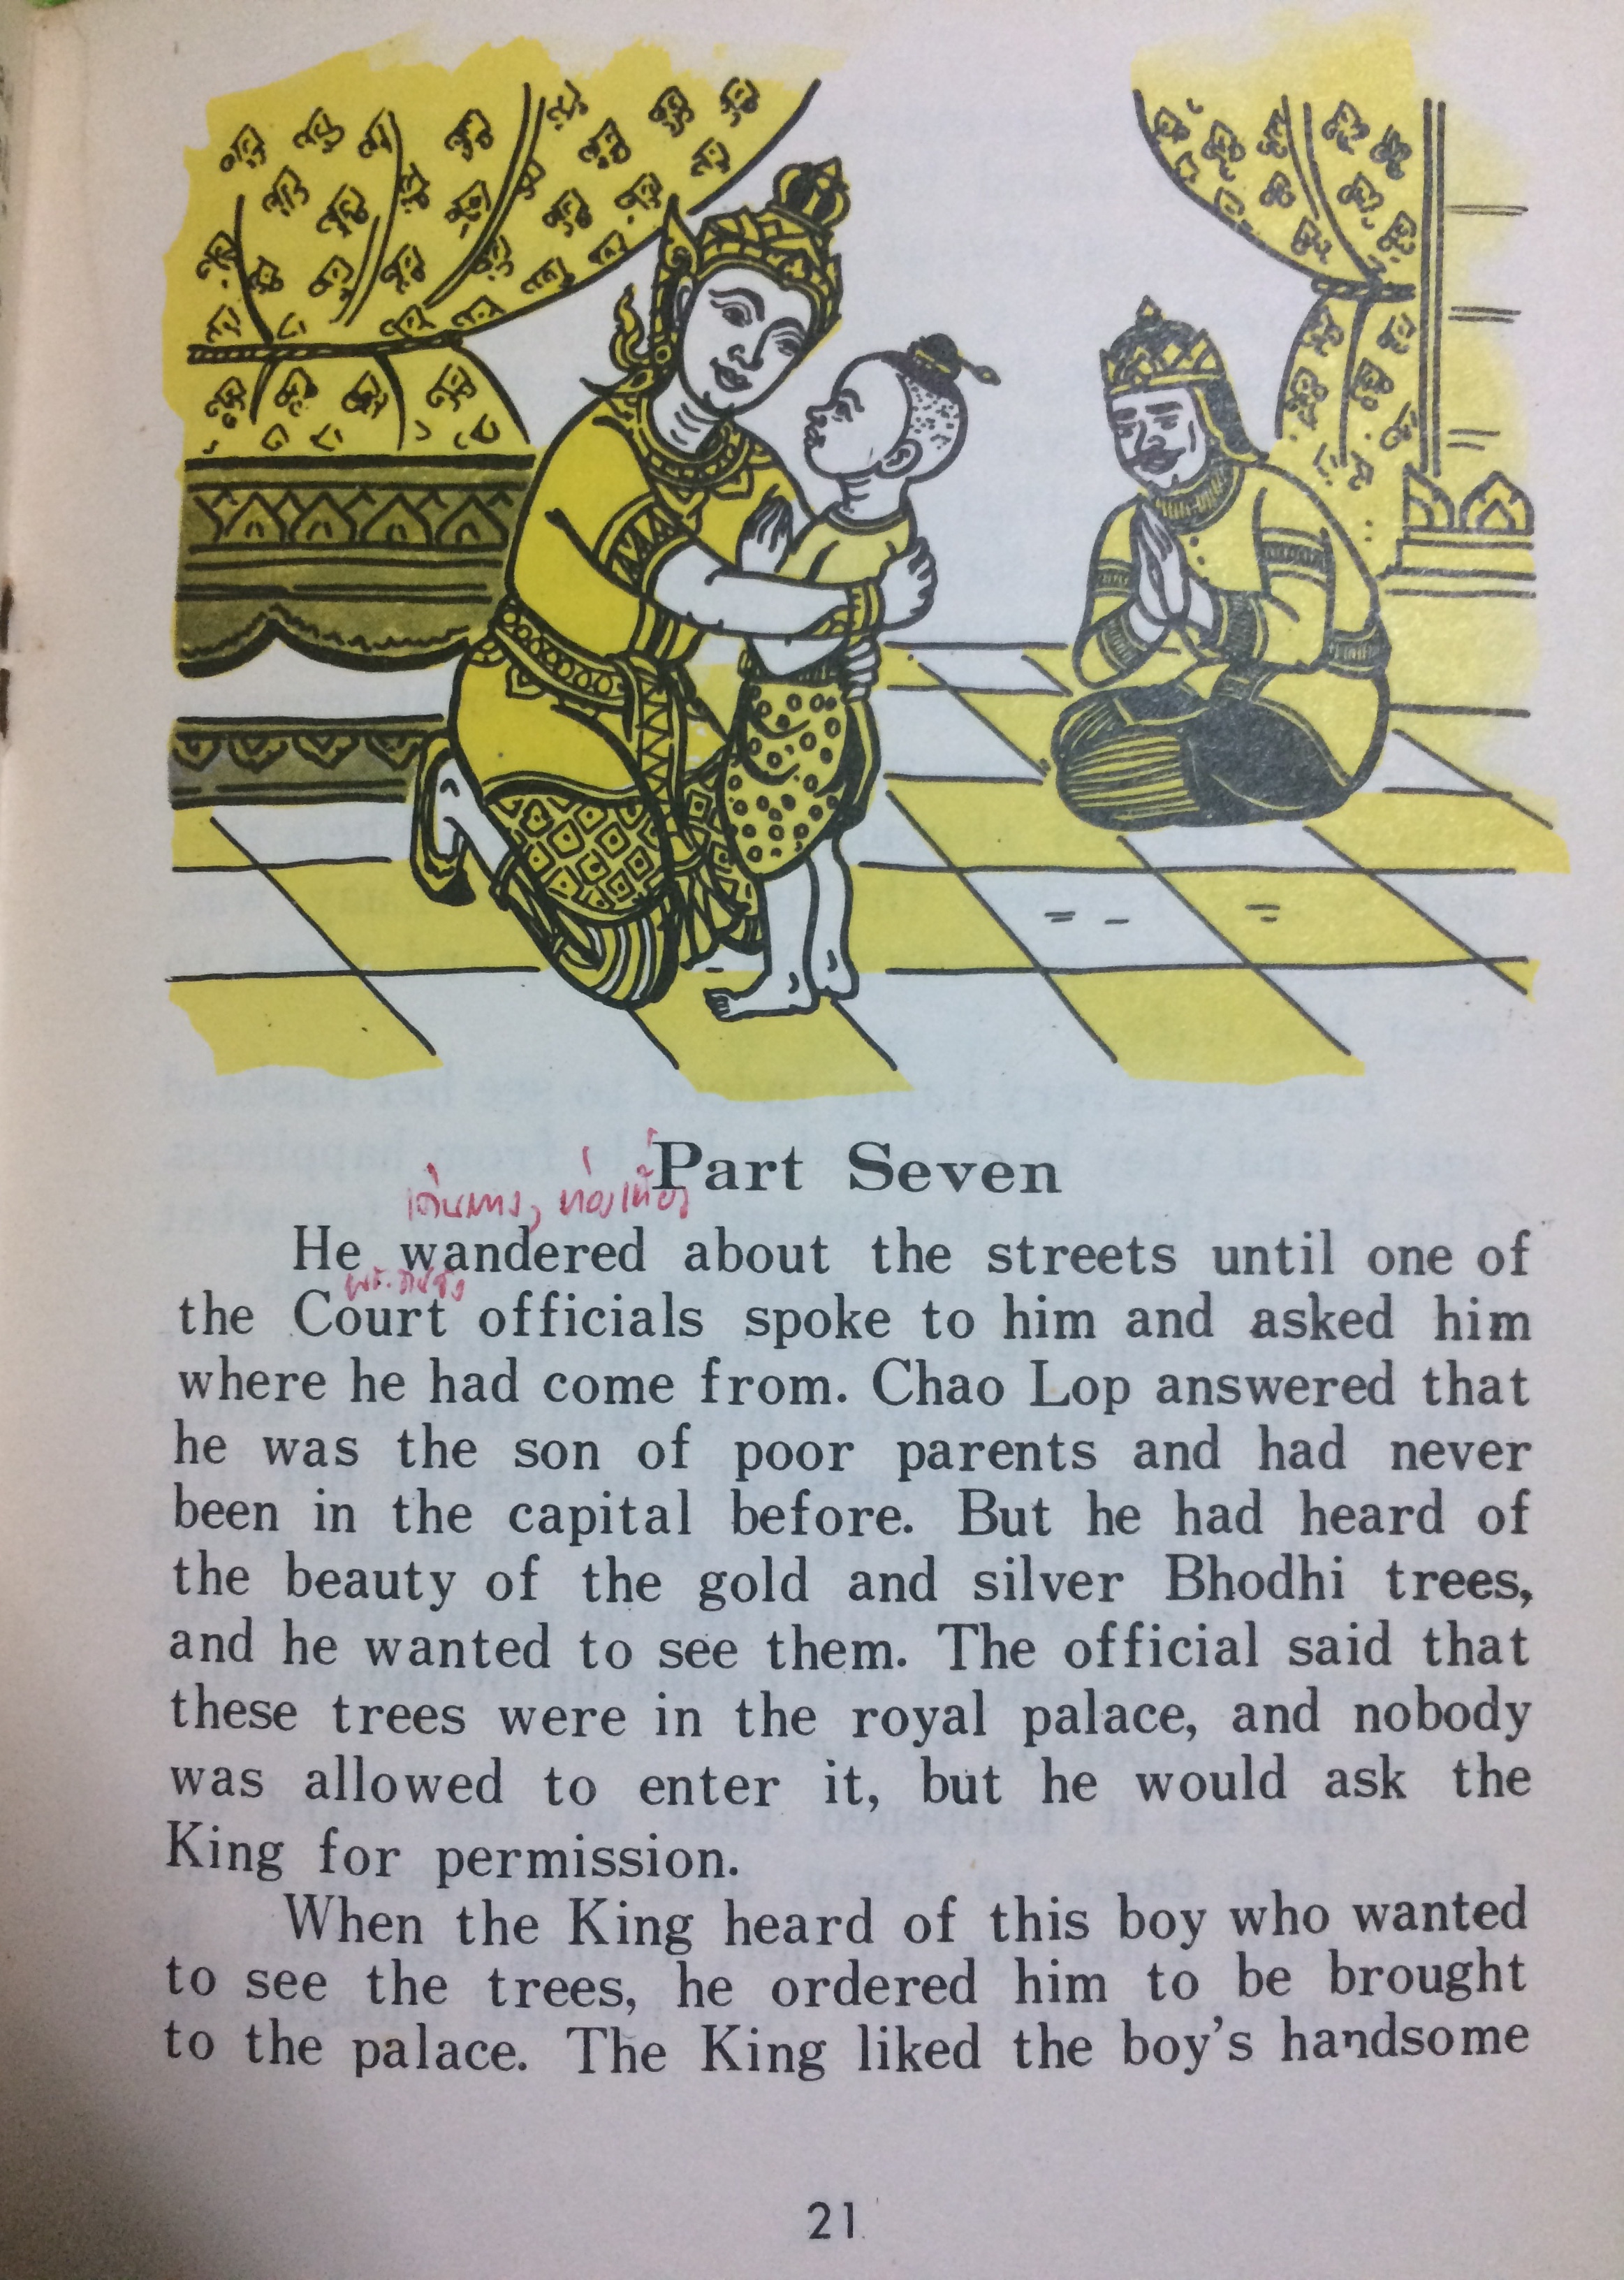 Part Seven
เดินทาง, ท่องเที่ยว
He wandered about the streets until one of
the Court officials spoke to him and asked him
where he had come from. Chao Lop answered that
he was the son of poor parents and had never
been in the capital before. But he had heard of
the beauty of the gold and silver Bhodhi trees,
and he wanted to see them. The official said that
these trees were in the royal palace, and nobody
was allowed to enter it, but he would ask the
King for permission.
When the King heard of this boy who wanted
to see the trees, he ordered him to be brought
to the palace. The King liked the boy's handsome
21